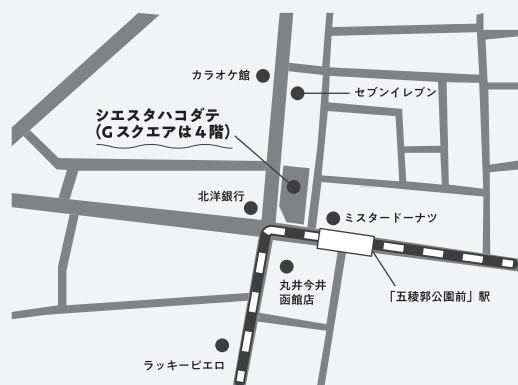 カラオケ館
セブンイレブン
シエスタハコダテ
（Gスクエアは4階）
北洋銀行
ミスタードーナツ
丸井今井
函館店
「五稜郭公園前」駅
ラッキーピエロ